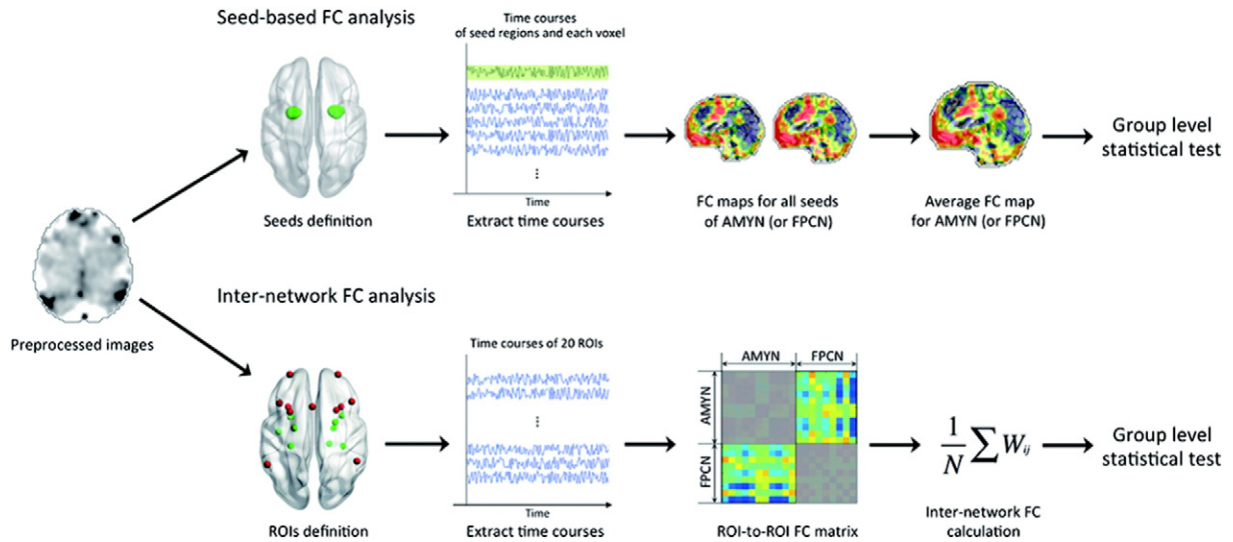 Seed-based FC analysis
Time courses
of seed regions and each voxel
Time
Seeds definition
Extract time courses
FC maps for all seeds
of AMYN (or FPCN)
Average FC map
for AMYN (or FPCN)
Group level
statistical test
Preprocessed images
Inter-network FC analysis
Time courses of 20 ROIs
Time
ROIs definition
Extract time courses
AMYN FPCN
AMYN
FPCN
ROI-to-ROI FC matrix
1/N ∑ Wij
Inter-network FC
calculation
Group level
statistical test